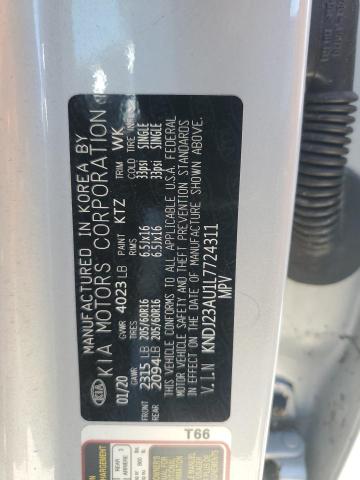 MANUFACTURED IN KOREA BY
KIA KIA MOTORS CORPORATION
01/20 GVWR 4023 LB PAINT KTZ TRIM WK
GAWR TIRES RIMS COLD TIRE INFL
FRONT 2315 LB 205/60R16 6.5Jx16 33psi SINGLE
REAR 2094 LB 205/60R16 6.5Jx16 33psi SINGLE
THIS VEHICLE CONFORMS TO ALL APPLICABLE U.S.A. FEDERAL
MOTOR VEHICLE SAFETY AND THEFT PREVENTION STANDARDS
IN EFFECT ON THE DATE OF MANUFACTURE SHOWN ABOVE.
V.I.N KNDJ23AU1L7724311
MPV
T66
REAR
ARRIERE